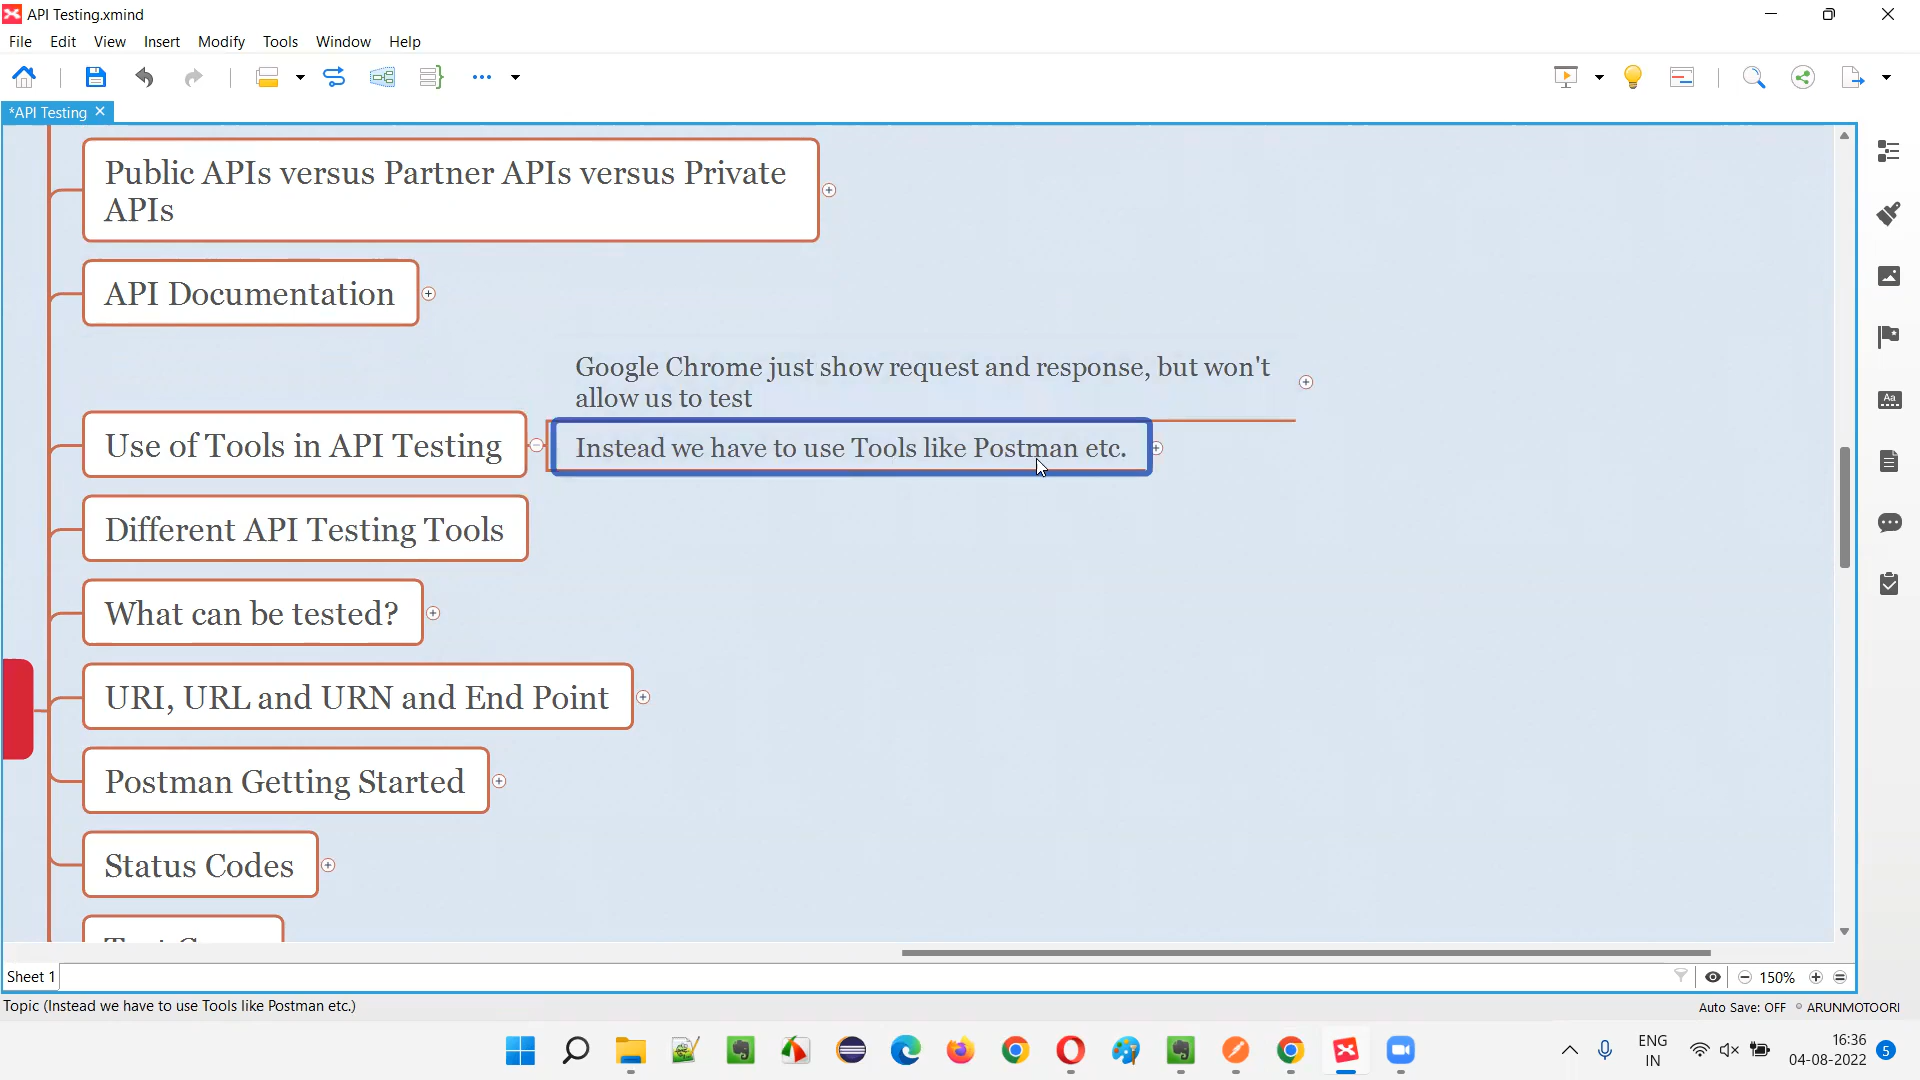 API Testing.xmind
File Edit View Insert Modify Tools Window Help
*API Testing
Public APIs versus Partner APIs versus Private
APIs
API Documentation
Google Chrome just show request and response, but won't
allow us to test
Use of Tools in API Testing
Instead we have to use Tools like Postman etc.
Different API Testing Tools
What can be tested?
URI, URL and URN and End Point
Postman Getting Started
Status Codes
Sheet 1
150%
Topic (Instead we have to use Tools like Postman etc.)
Auto Save: OFF
ARUNMOTOORI
ENG
IN
16:36
04-08-2022
5
Aa